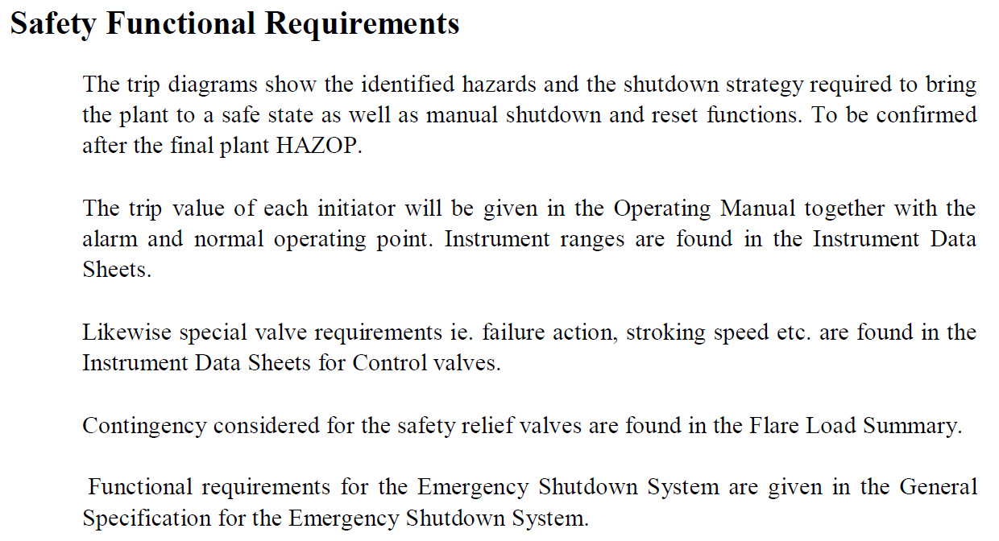 Safety Functional Requirements
The trip diagrams show the identified hazards and the shutdown strategy required to bring
the plant to a safe state as well as manual shutdown and reset functions. To be confirmed
after the final plant HAZOP.
The trip value of each initiator will be given in the Operating Manual together with the
alarm and normal operating point. Instrument ranges are found in the Instrument Data
Sheets.
Likewise special valve requirements ie. failure action, stroking speed etc. are found in the
Instrument Data Sheets for Control valves.
Contingency considered for the safety relief valves are found in the Flare Load Summary.
Functional requirements for the Emergency Shutdown System are given in the General
Specification for the Emergency Shutdown System.